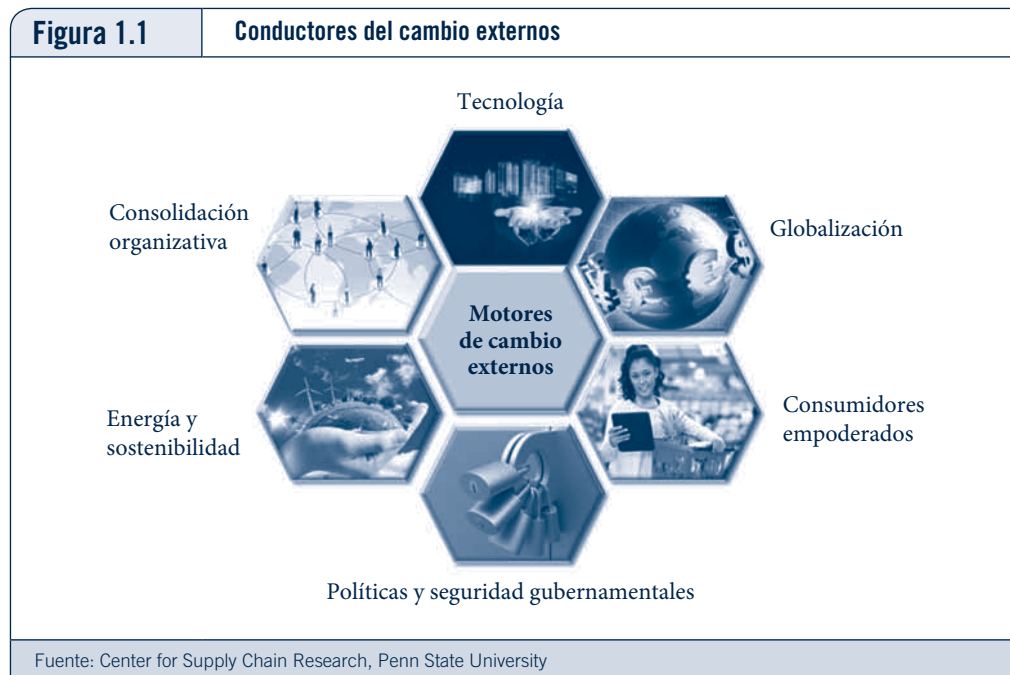 Figura 1.1
Conductores del cambio externos
Tecnología
Consolidación
organizativa
Globalización
Motores
de cambio
externos
Energía y
sostenibilidad
Consumidores
empoderados
Políticas y seguridad gubernamentales
Fuente: Center for Supply Chain Research, Penn State University